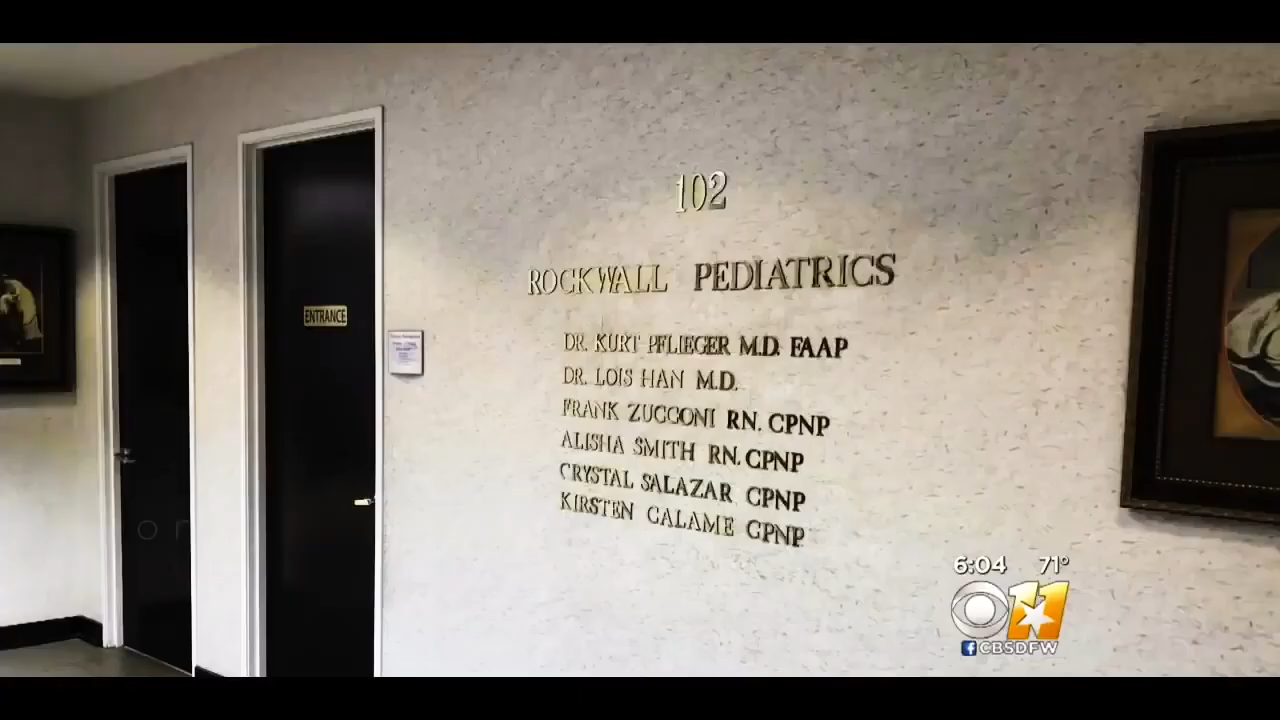 102
ROCKWALL PEDIATRICS
DR. KURT PFLIEGER M.D. FAAP
DR. LOIS HAN M.D.
FRANK ZUCCONI RN. CPNP
ALISHA SMITH RN. CPNP
CRYSTAL SALAZAR CPNP
KIRSTEN CALAME CPNP
ENTRANCE
6:04 71°
11
CBSDFW